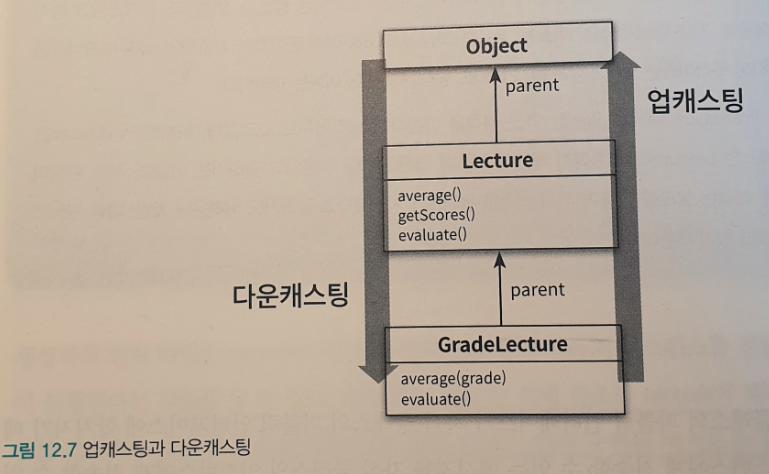 Object
parent
업캐스팅
Lecture
average()
getScores()
evaluate()
다운캐스팅
parent
GradeLecture
average(grade)
evaluate()
그림 12.7 업캐스팅과 다운캐스팅